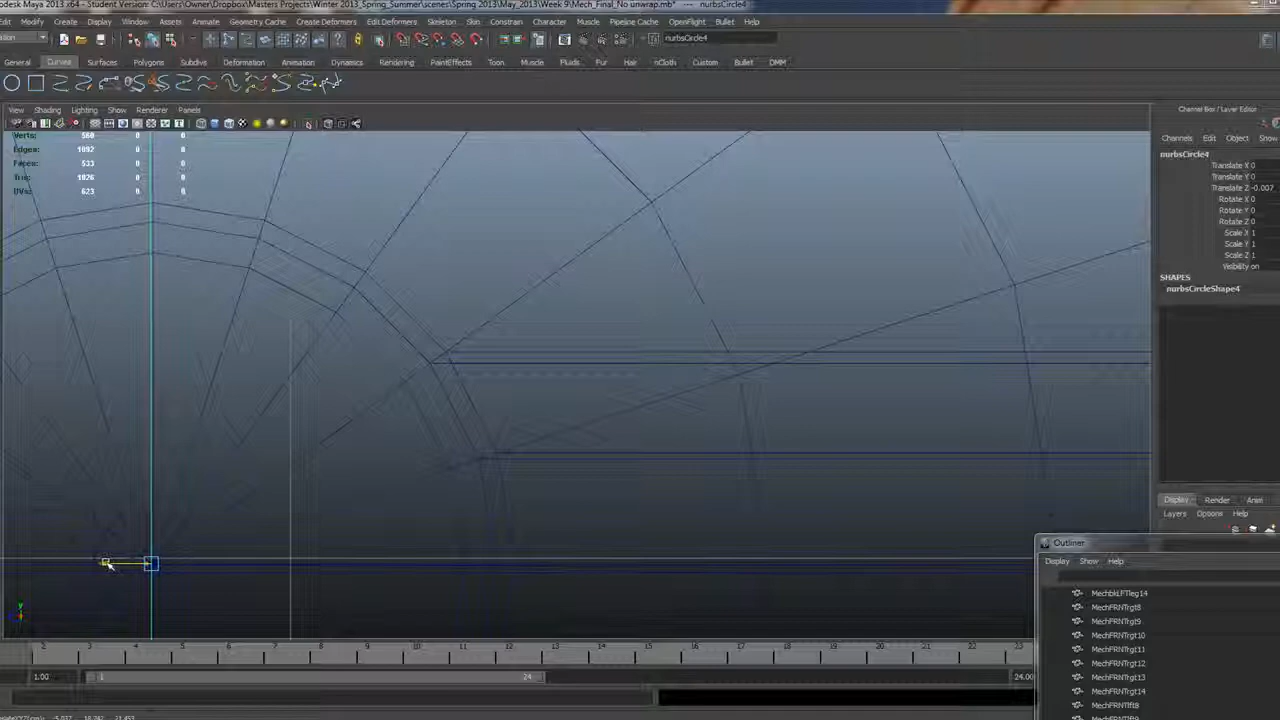 odesk Maya 2013 x64 - Student Version: C:\Users\Owner\Dropbox\Masters Projects\Winter 2013_Spring_Summer\scenes\Spring 2013\May_2013\Week 9\Mech_Final_No unwrap.mb* --- nurbsCircle4
Modify Create Display Window Assets Animate Geometry Cache Create Deformers Edit Deformers Skeleton Skin Constrain Character Muscle Pipeline Cache OpenFlight Bullet Help
nurbsCircle4
General Curves Surfaces Polygons Subdivs Deformation Animation Dynamics Rendering PaintEffects Toon Muscle Fluids Fur Hair nCloth Custom Bullet DMM
Channel Box / Layer Editor
View Shading Lighting Show Renderer Panels
Channels Edit Object Show
Verts: 560 0 0
Edges: 1092 0 0
Faces: 533 0 0
Tris: 1026 0 0
UVs: 623 0 0
nurbsCircle4
Translate X 0
Translate Y 0
Translate Z -0.007
Rotate X 0
Rotate Y 0
Rotate Z 0
Scale X 1
Scale Y 1
Scale Z 1
Visibility on
SHAPES
nurbsCircleShape4
Display Render Anim
Layers Options Help
Outliner
Display Show Help
MechbkLFTleg14
MechFRNTrgt8
MechFRNTrgt9
MechFRNTrgt10
MechFRNTrgt11
MechFRNTrgt12
MechFRNTrgt13
MechFRNTrgt14
MechFRNTlft8
y
2 3 4 5 6 7 8 9 10 11 12 13 14 15 16 17 18 19 20 21 22 23
1.00 1 24 24.00